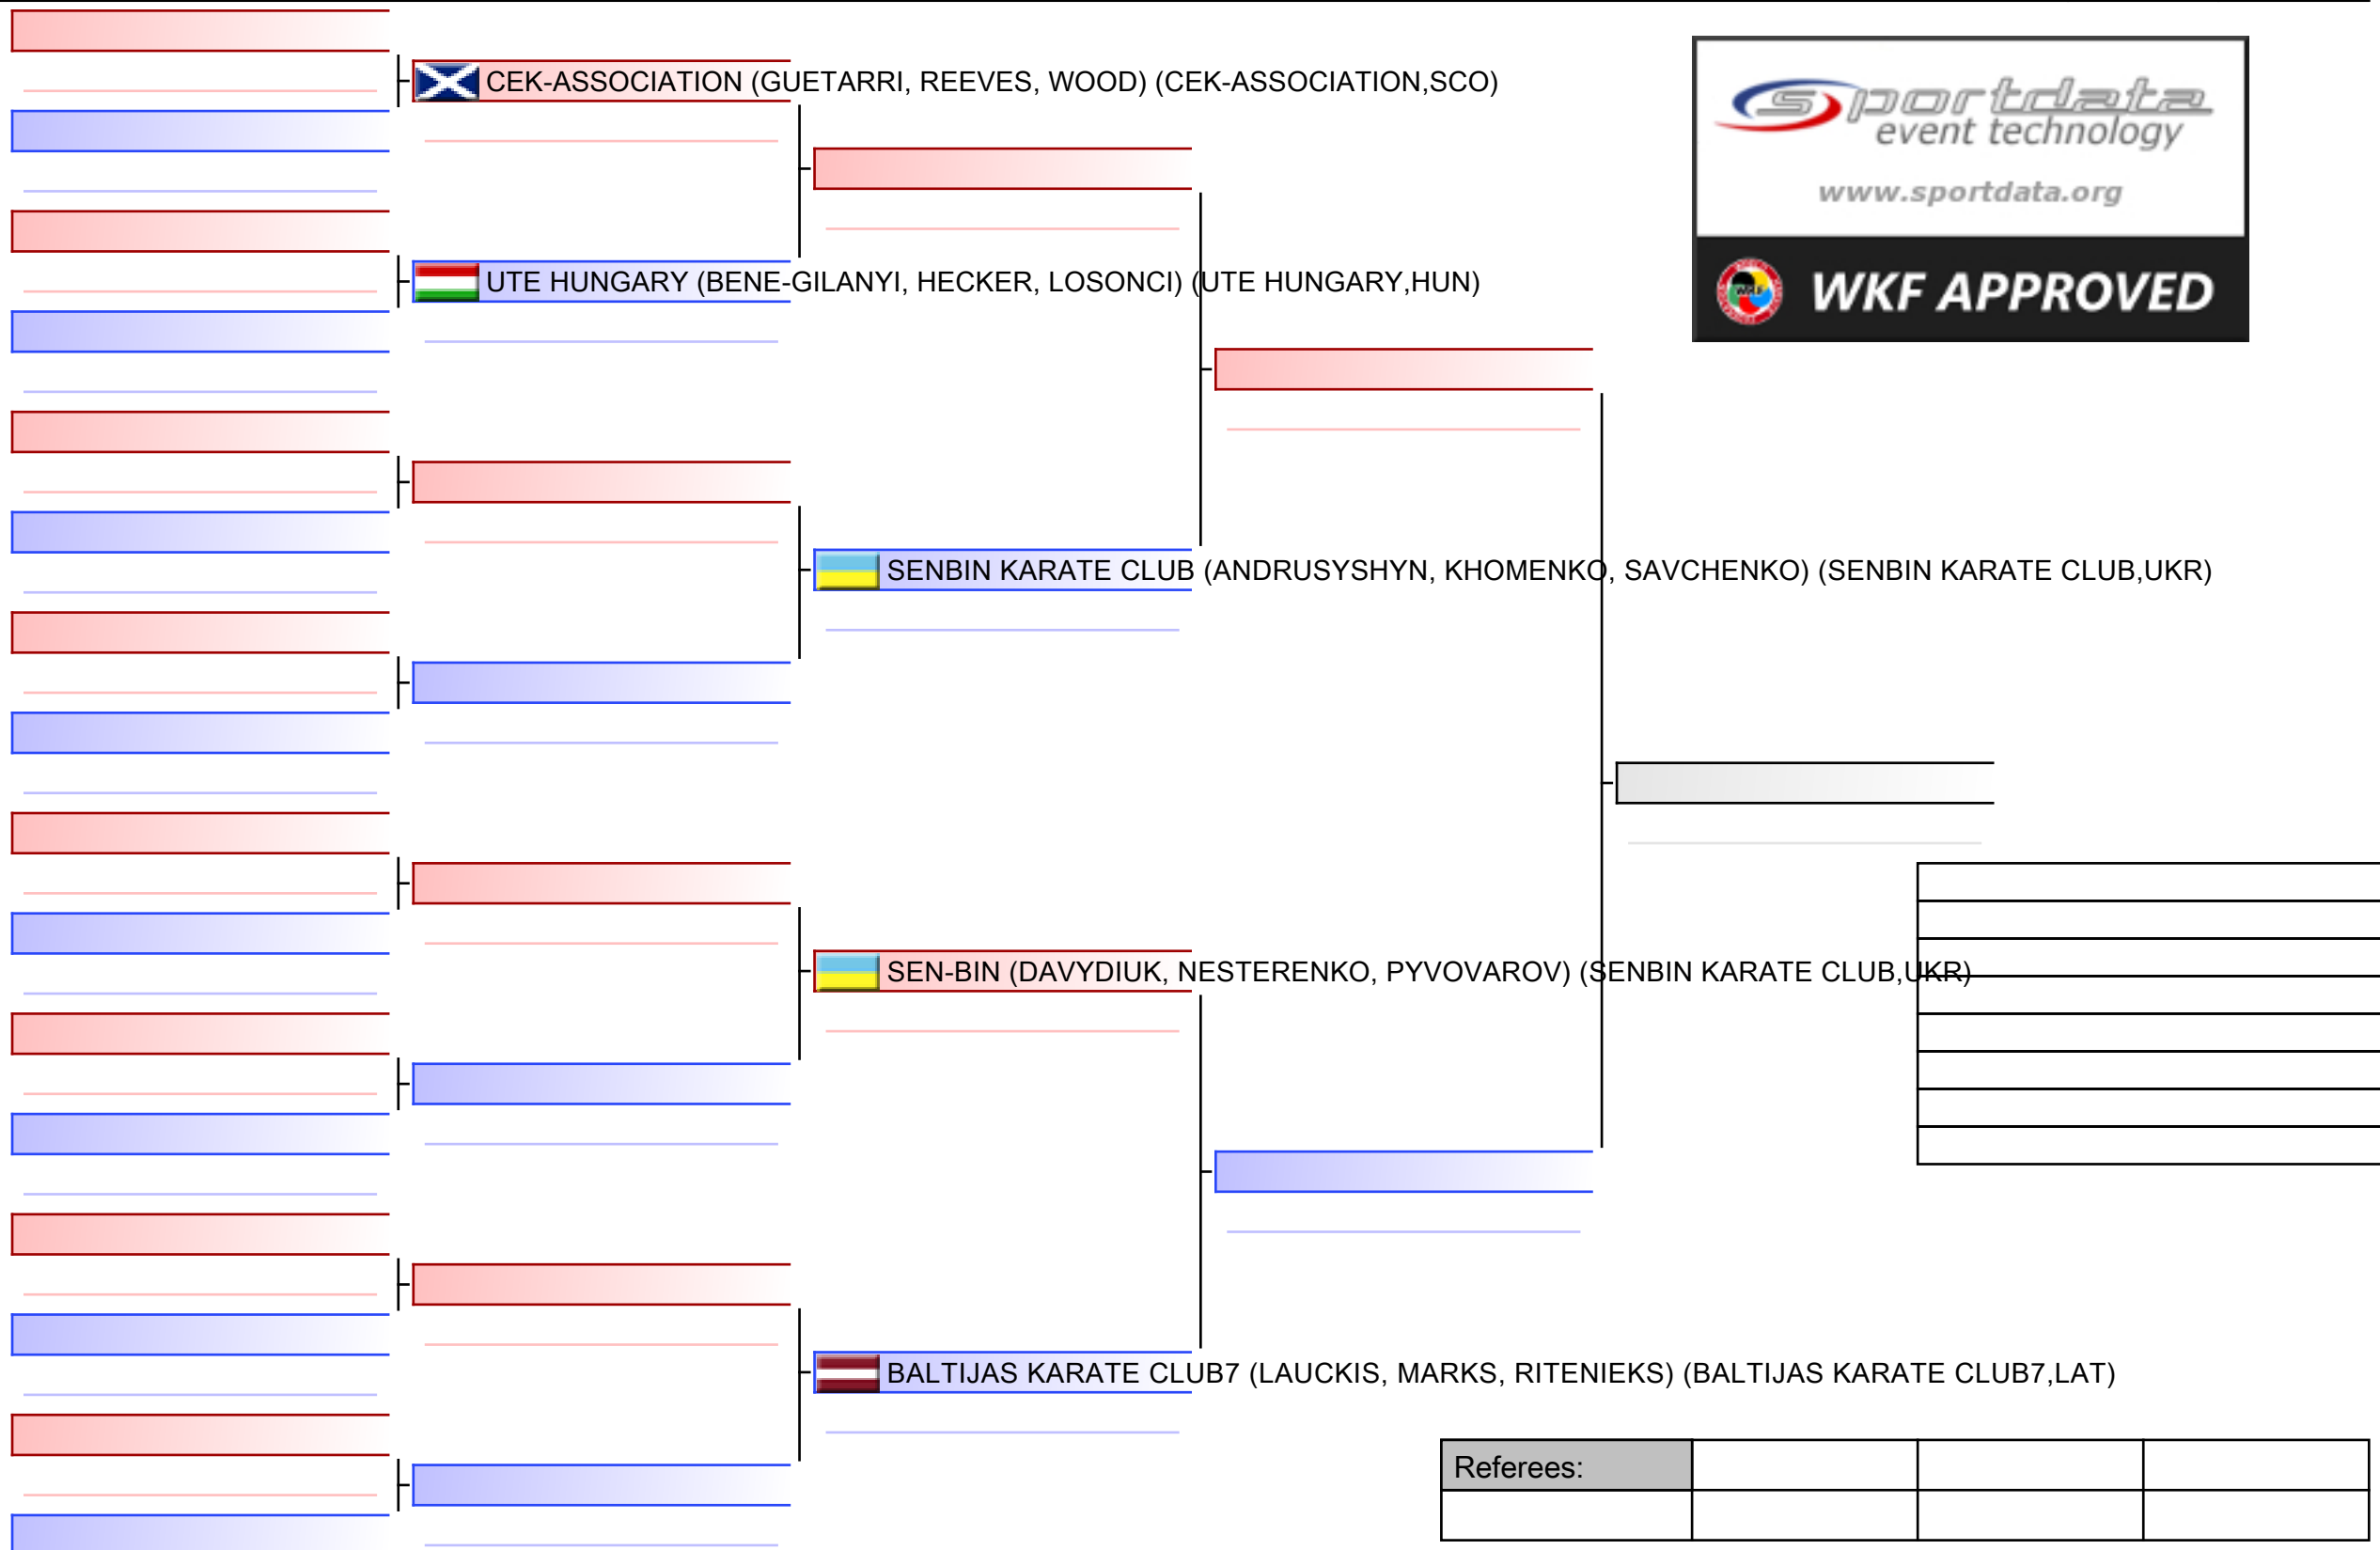 CEK-ASSOCIATION (GUETARRI, REEVES, WOOD) (CEK-ASSOCIATION,SCO)
sportdata
event technology
www.sportdata.org
WKF APPROVED
UTE HUNGARY (BENE-GILANYI, HECKER, LOSONCI) (UTE HUNGARY,HUN)
SENBIN KARATE CLUB (ANDRUSYSHYN, KHOMENKO, SAVCHENKO) (SENBIN KARATE CLUB,UKR)
SEN-BIN (DAVYDIUK, NESTERENKO, PYVOVAROV) (SENBIN KARATE CLUB,UKR)
BALTIJAS KARATE CLUB7 (LAUCKIS, MARKS, RITENIEKS) (BALTIJAS KARATE CLUB7,LAT)
Referees: